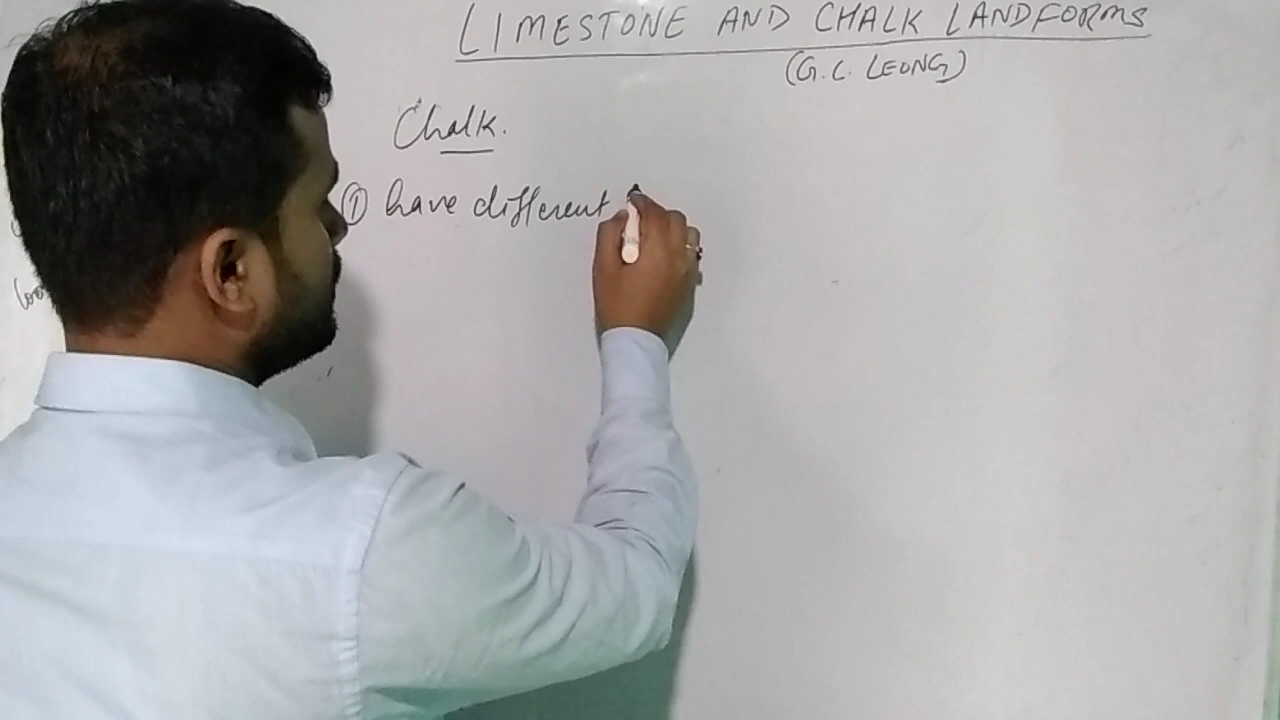 LIMESTONE AND CHALK LANDFORMS
(G.C. LEONG)
Chalk.
① have different